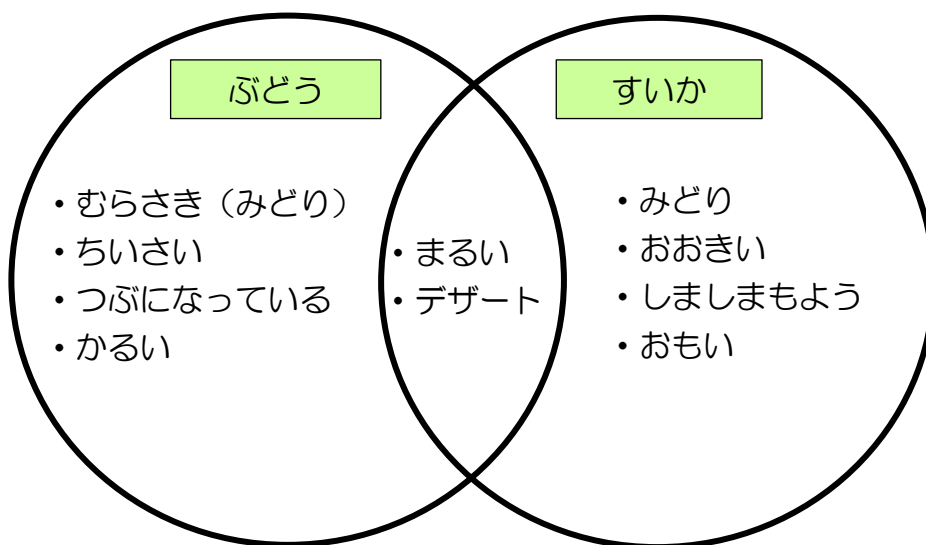 ぶどう
・むらさき（みどり）
・ちいさい
・つぶになっている
・かるい
・まるい
・デザート
すいか
・みどり
・おおきい
・しましまもよう
・おもい